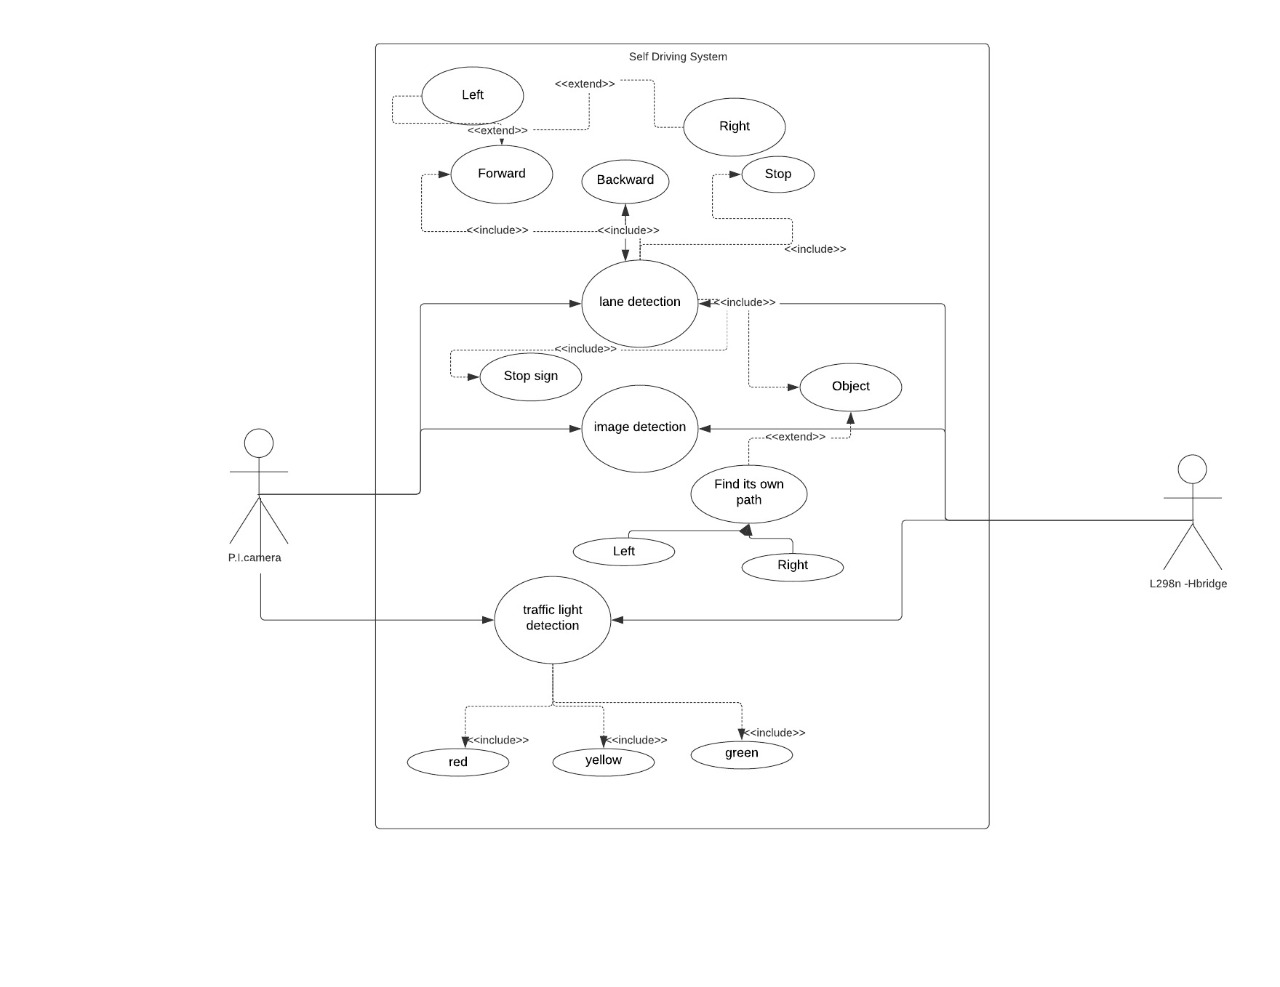 Self Driving System
Left
<<extend>>
Right
<<extend>>
Forward
Backward
Stop
<<include>>
<<include>>
<<include>>
lane detection
<<include>>
<<include>>
Stop sign
Object
image detection
<<extend>>
Find its own
path
Left
Right
P.I.camera
L298n -Hbridge
traffic light
detection
<<include>>
<<include>>
<<include>>
red
yellow
green